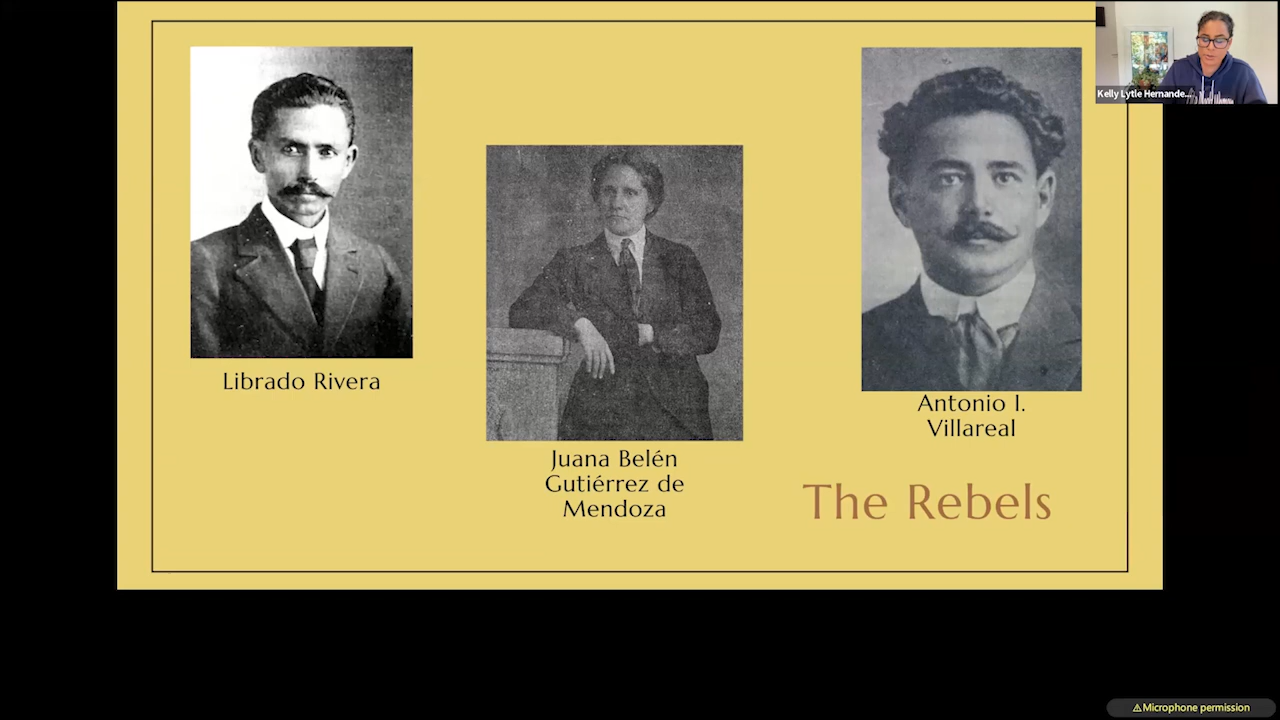 Kelly Lytle Hernande...
Librado Rivera
Antonio I.
Villareal
Juana Belén
Gutiérrez de
Mendoza
The Rebels
⚠Microphone permission